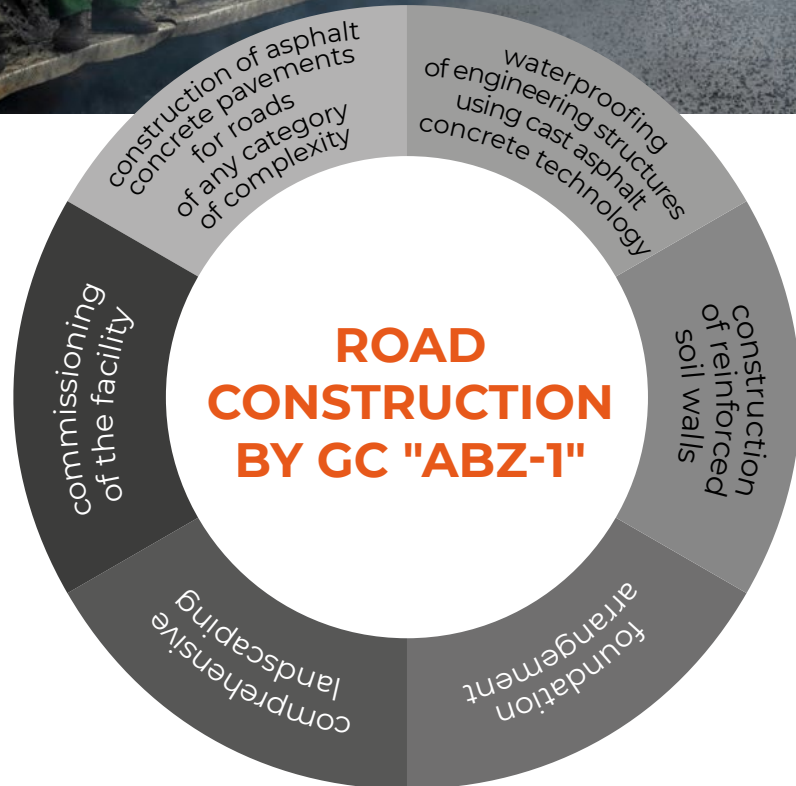 construction of asphalt
concrete pavements
for roads
of any category
of complexity
waterproofing
of engineering structures
using cast asphalt
concrete technology
construction
of reinforced
soil walls
foundation
arrangement
comprehensive
landscaping
commissioning
of the facility
ROAD
CONSTRUCTION
BY GC "ABZ-1"